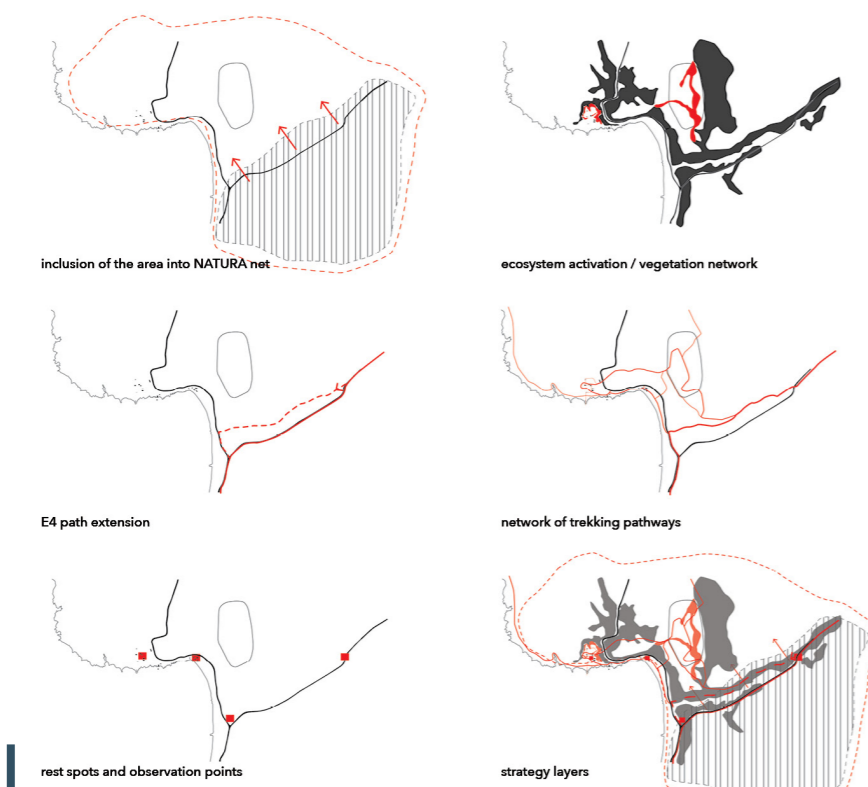 inclusion of the area into NATURA net
ecosystem activation / vegetation network
E4 path extension
network of trekking pathways
rest spots and observation points
strategy layers